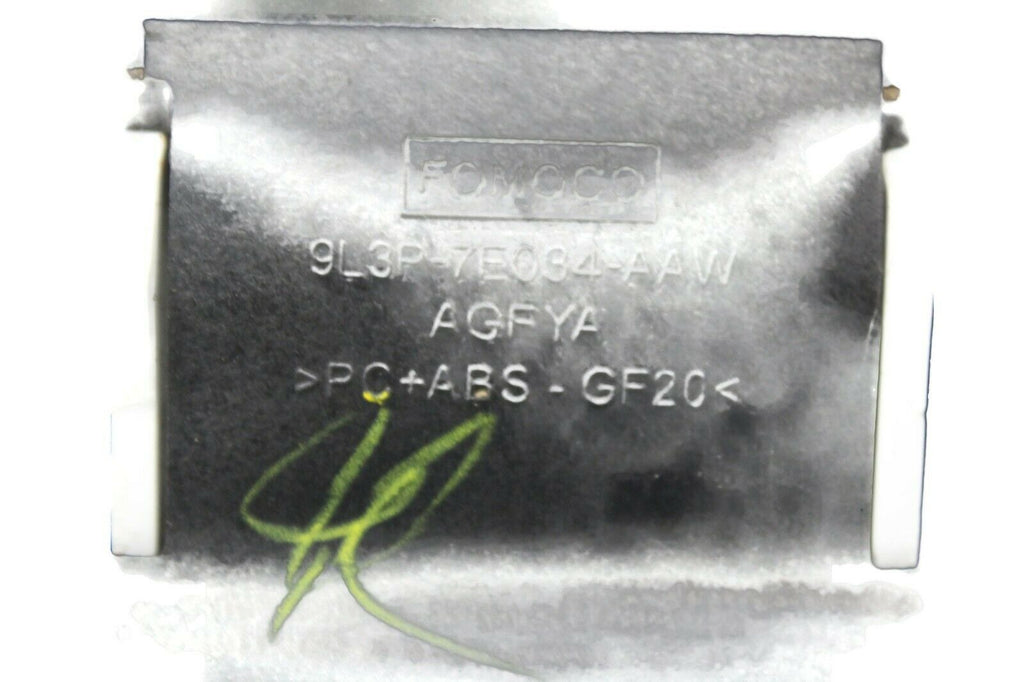 FOMOCO
9L3P-7E034-AAW
AGFYA
>PC+ABS - GF20<